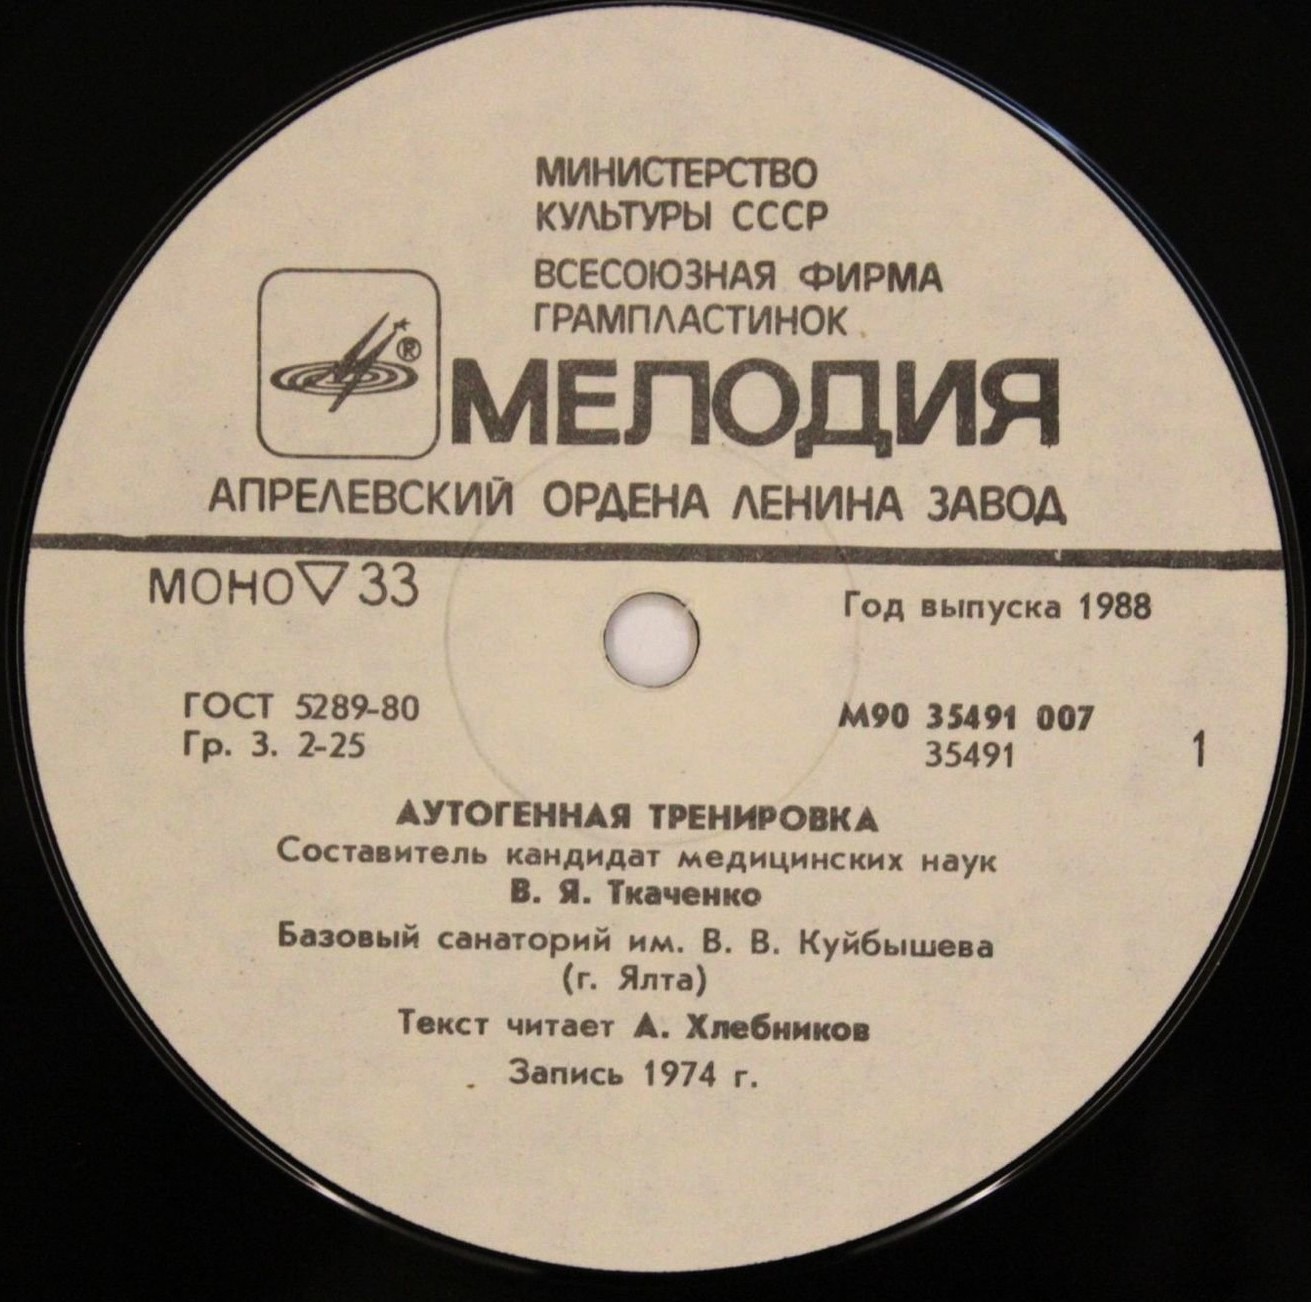 МИНИСТЕРСТВО
КУЛЬТУРЫ СССР
ВСЕСОЮЗНАЯ ФИРМА
ГРАМПЛАСТИНОК
®
МЕЛОДИЯ
АПРЕЛЕВСКИЙ ОРДЕНА ЛЕНИНА ЗАВОД
МОНО ▽ 33
Год выпуска 1988
ГОСТ 5289-80
Гр. 3. 2-25
М90 35491 007
35491
1
АУТОГЕННАЯ ТРЕНИРОВКА
Составитель кандидат медицинских наук
В. Я. Ткаченко
Базовый санаторий им. В. В. Куйбышева
(г. Ялта)
Текст читает А. Хлебников
Запись 1974 г.